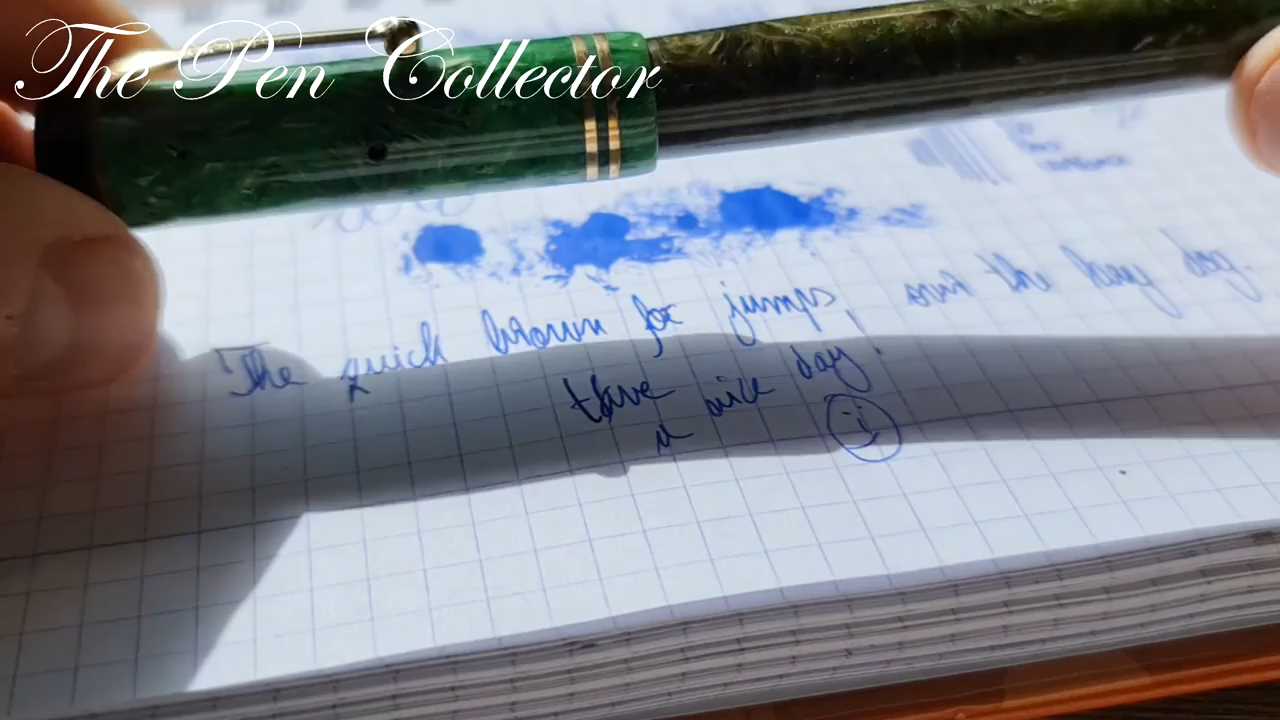 The Pen Collector
The quick brown fox jumps, over the lazy dog.
Have
a nice day.